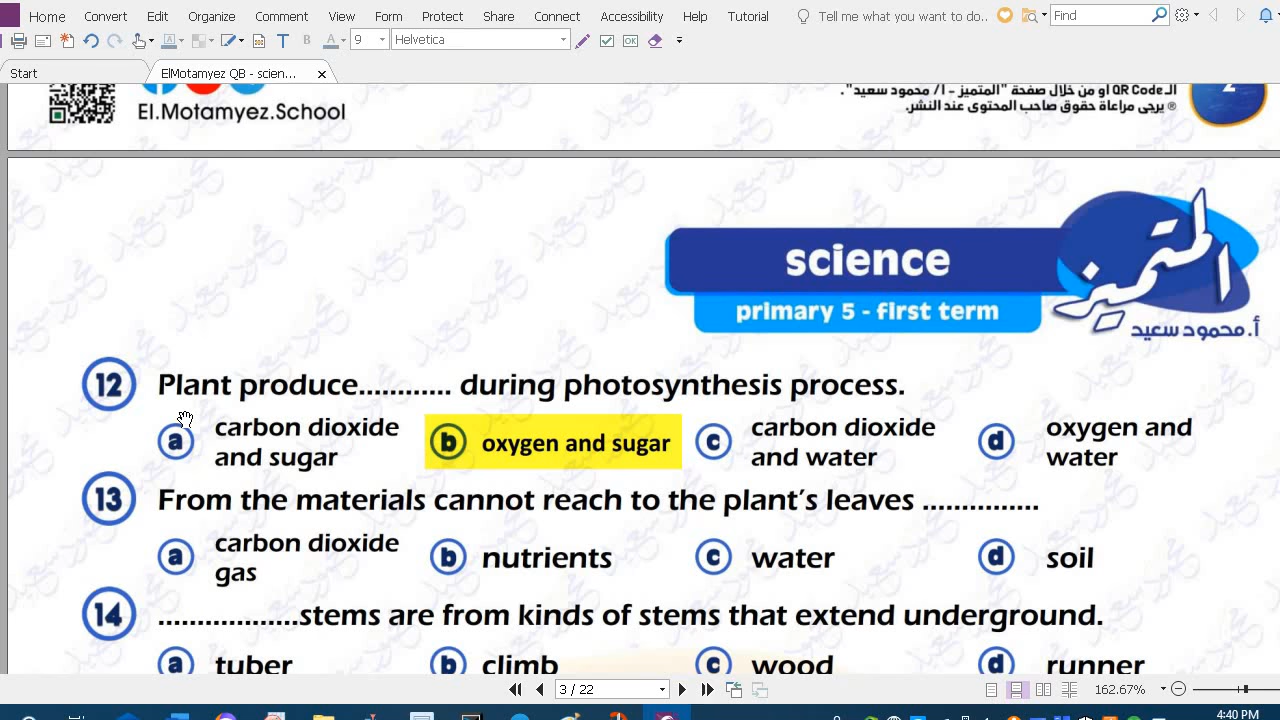 Home Convert Edit Organize Comment View Form Protect Share Connect Accessibility Help Tutorial Tell me what you want to do.. Find
9 Helvetica
Start ElMotamyez QB - scien...
El.Motamyez.School
الـ QR Code او من خلال صفحة "المتميز - أ/ محمود سعيد".
® يرجي مراعاة حقوق صاحب المحتوى عند النشر.
2
science
primary 5 - first term
المتميز
أ. محمود سعيد
12 Plant produce............ during photosynthesis process.
a carbon dioxide and sugar b oxygen and sugar c carbon dioxide and water d oxygen and water
13 From the materials cannot reach to the plant's leaves ...............
a carbon dioxide gas b nutrients c water d soil
14 ..................stems are from kinds of stems that extend underground.
a tuber b climb c wood d runner
3 / 22 162.67%
4:40 PM